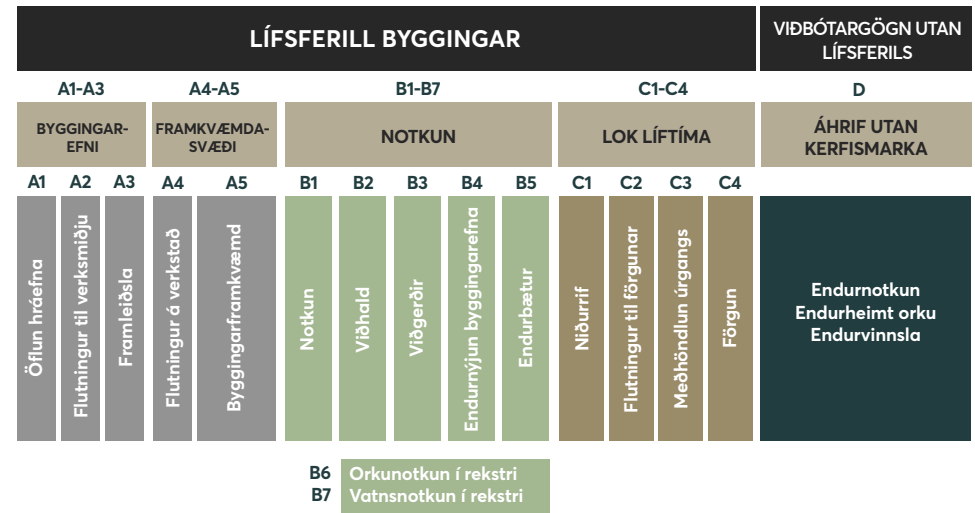 LÍFSFERILL BYGGINGAR
VIÐBÓTARGÖGN UTAN
LÍFSFERILS
A1-A3
A4-A5
B1-B7
C1-C4
D
BYGGINGAR-
EFNI
FRAMKVÆMDA-
SVÆÐI
NOTKUN
LOK LÍFTÍMA
ÁHRIF UTAN
KERFISMARKA
A1
A2
A3
A4
A5
B1
B2
B3
B4
B5
C1
C2
C3
C4
Öflun hráefna
Flutningur til verksmiðju
Framleiðsla
Flutningur á verkstað
Byggingarframkvæmd
Notkun
Viðhald
Viðgerðir
Endurnýjun byggingarefna
Endurbætur
Niðurrif
Flutningur til förgunar
Meðhöndlun úrgangs
Förgun
Endurnotkun
Endurheimt orku
Endurvinnsla
B6 Orkunotkun í rekstri
B7 Vatnsnotkun í rekstri